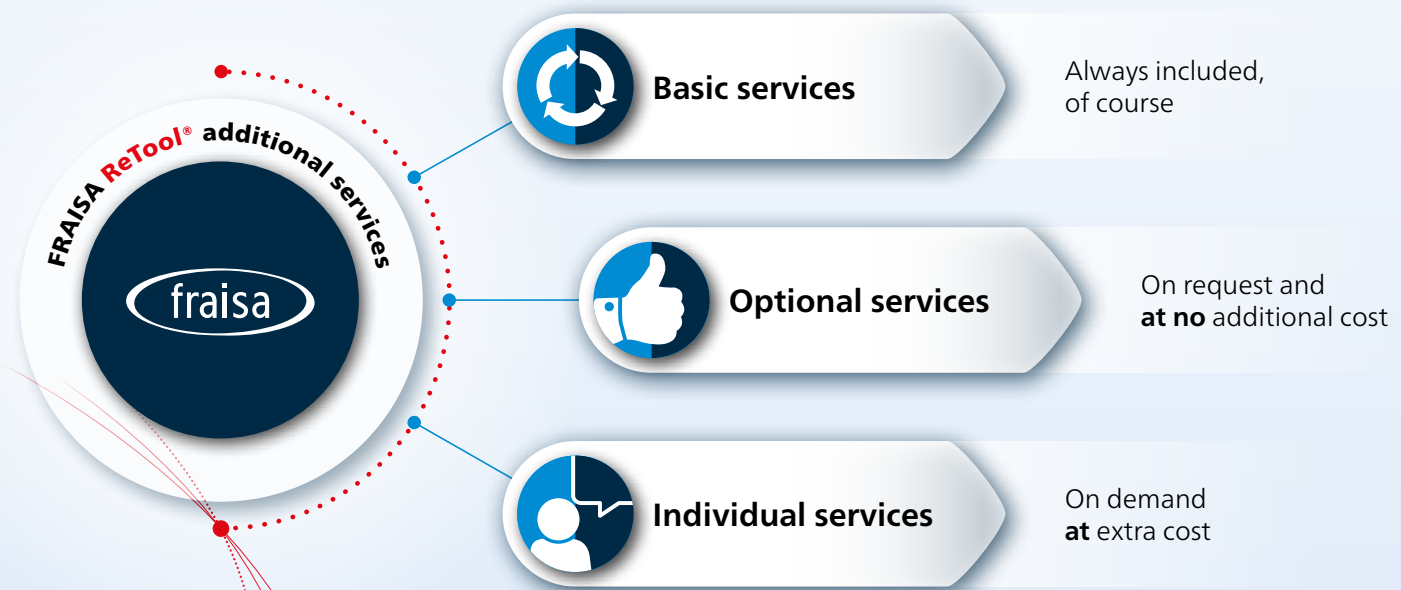 FRAISA ReTool® additional services
fraisa
Basic services
Always included,
of course
Optional services
On request and
at no additional cost
Individual services
On demand
at extra cost